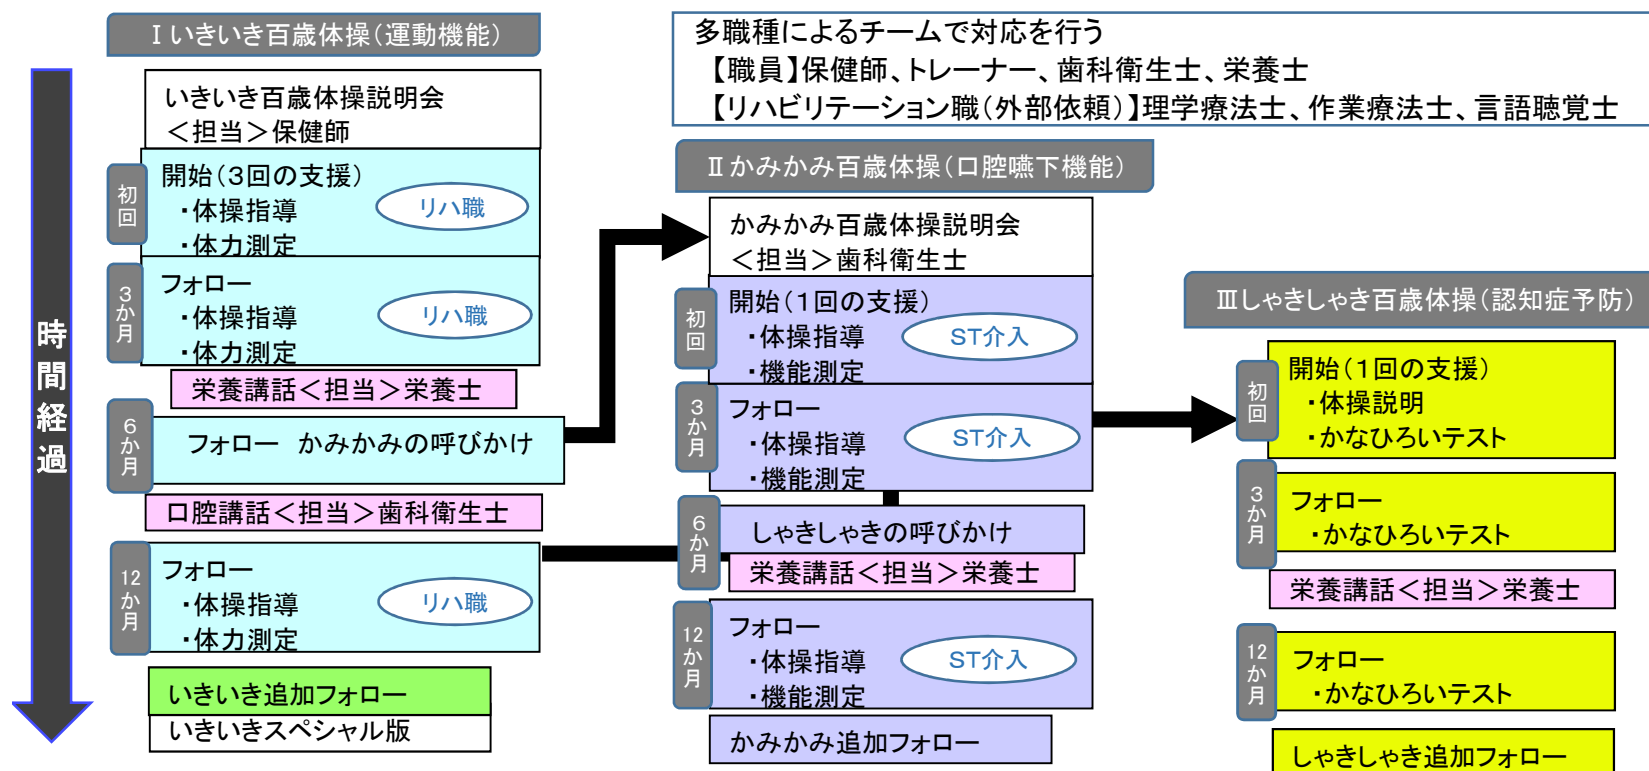 時間経過
Ⅰいきいき百歳体操(運動機能)
いきいき百歳体操説明会
<担当>保健師
初回
開始(3回の支援)
・体操指導
・体力測定
リハ職
3か月
フォロー
・体操指導
・体力測定
リハ職
栄養講話<担当>栄養士
6か月
フォロー かみかみの呼びかけ
口腔講話<担当>歯科衛生士
12か月
フォロー
・体操指導
・体力測定
リハ職
いきいき追加フォロー
いきいきスペシャル版
多職種によるチームで対応を行う
【職員】保健師、トレーナー、歯科衛生士、栄養士
【リハビリテーション職(外部依頼)】理学療法士、作業療法士、言語聴覚士
Ⅱかみかみ百歳体操(口腔嚥下機能)
かみかみ百歳体操説明会
<担当>歯科衛生士
初回
開始(1回の支援)
・体操指導
・機能測定
ST介入
3か月
フォロー
・体操指導
・機能測定
ST介入
6か月
しゃきしゃきの呼びかけ
栄養講話<担当>栄養士
12か月
フォロー
・体操指導
・機能測定
ST介入
かみかみ追加フォロー
Ⅲしゃきしゃき百歳体操(認知症予防)
初回
開始(1回の支援)
・体操説明
・かなひろいテスト
3か月
フォロー
・かなひろいテスト
栄養講話<担当>栄養士
12か月
フォロー
・かなひろいテスト
しゃきしゃき追加フォロー